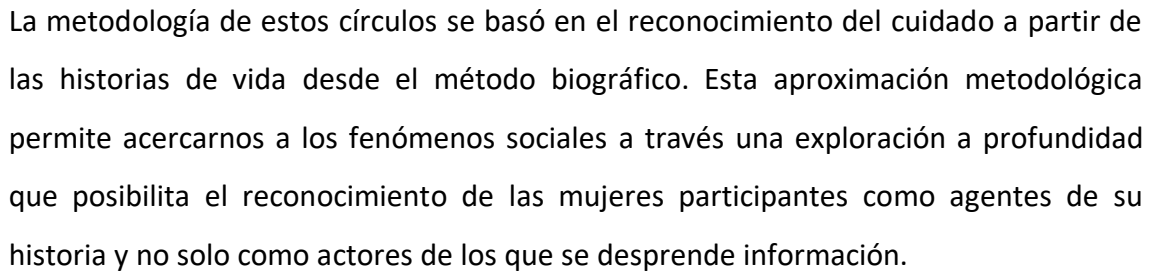 La metodología de estos círculos se basó en el reconocimiento del cuidado a partir de
las historias de vida desde el método biográfico. Esta aproximación metodológica
permite acercarnos a los fenómenos sociales a través una exploración a profundidad
que posibilita el reconocimiento de las mujeres participantes como agentes de su
historia y no solo como actores de los que se desprende información.